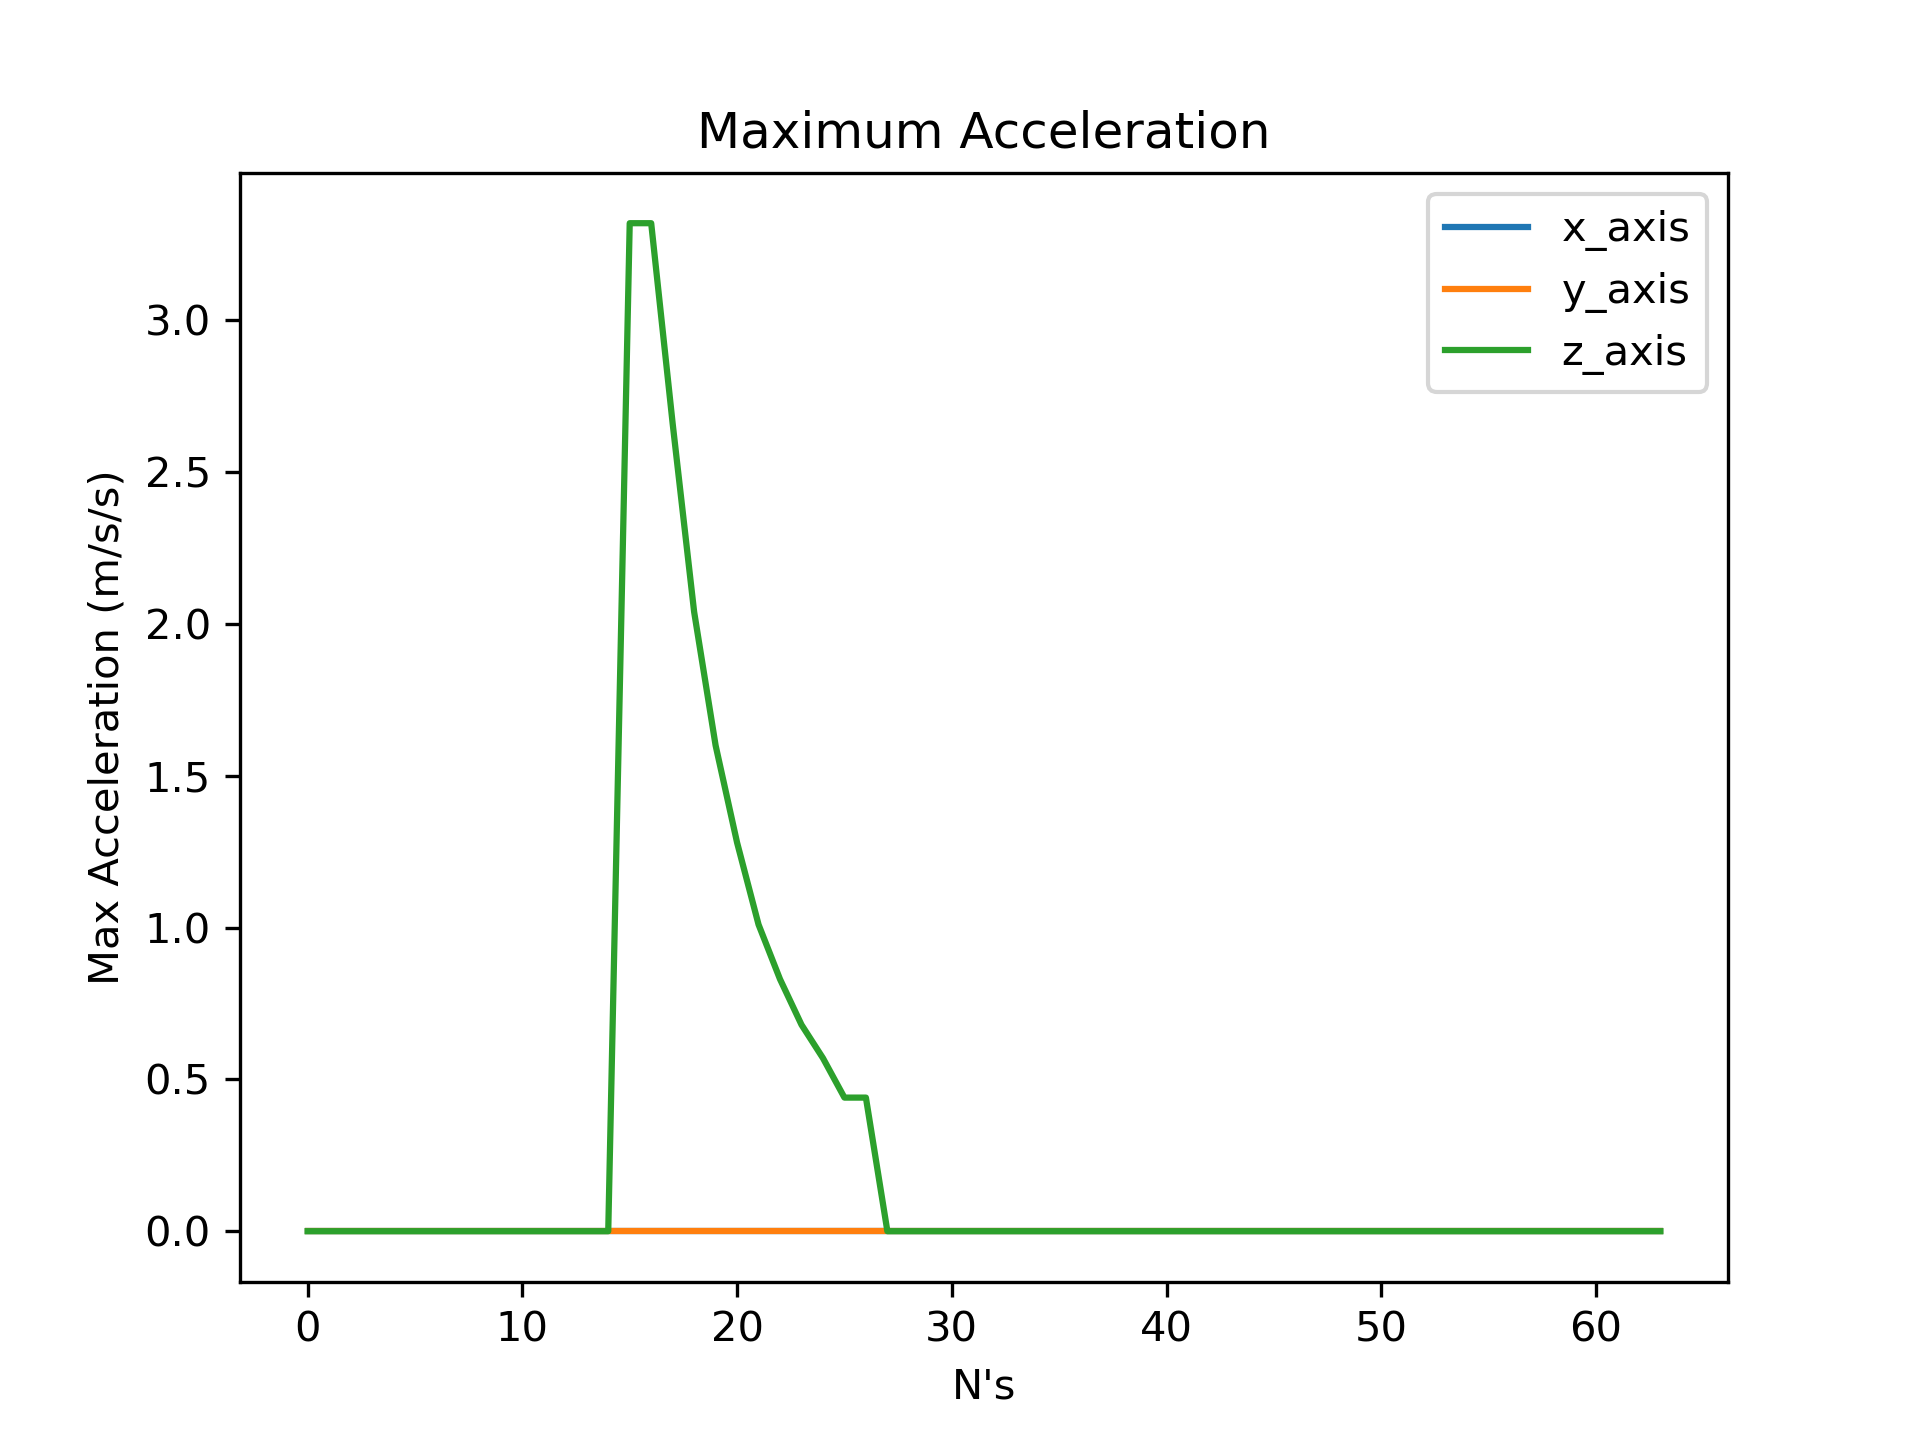 Maximum Acceleration
x_axis
y_axis
z_axis
Max Acceleration (m/s/s)
3.0
2.5
2.0
1.5
1.0
0.5
0.0
0 10 20 30 40 50 60
N's